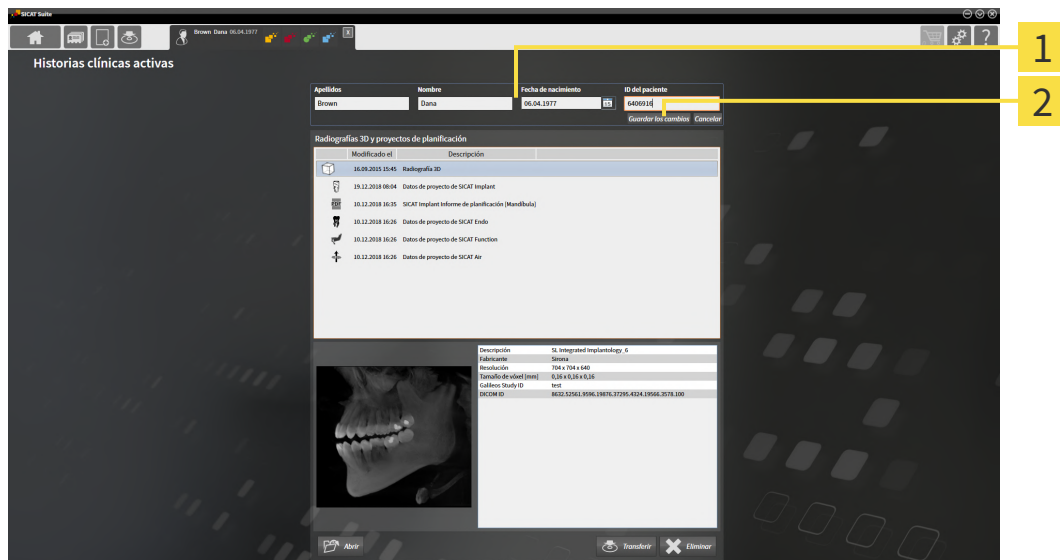 SICAT Suite
Brown Dana 06.04.1977
X
?
1
Historias clínicas activas
Apellidos Nombre Fecha de nacimiento ID del paciente
Brown Dana 06.04.1977 15 6406916
2
Guardar los cambios Cancelar
Radiografías 3D y proyectos de planificación
Modificado el Descripción
16.09.2015 15:45 Radiografía 3D
19.12.2018 08:04 Datos de proyecto de SICAT Implant
PDF 10.12.2018 16:35 SICAT Implant Informe de planificación (Mandíbula)
10.12.2018 16:26 Datos de proyecto de SICAT Endo
10.12.2018 16:26 Datos de proyecto de SICAT Function
10.12.2018 16:26 Datos de proyecto de SICAT Air
Descripción SL Integrated Implantology_6
Fabricante Sirona
Resolución 704 x 704 x 640
Tamaño de vóxel [mm] 0,16 x 0,16 x 0,16
Galileos Study ID test
DICOM ID 8632.52561.9596.19876.37295.4324.19566.3578.100
Abrir Transferir Eliminar